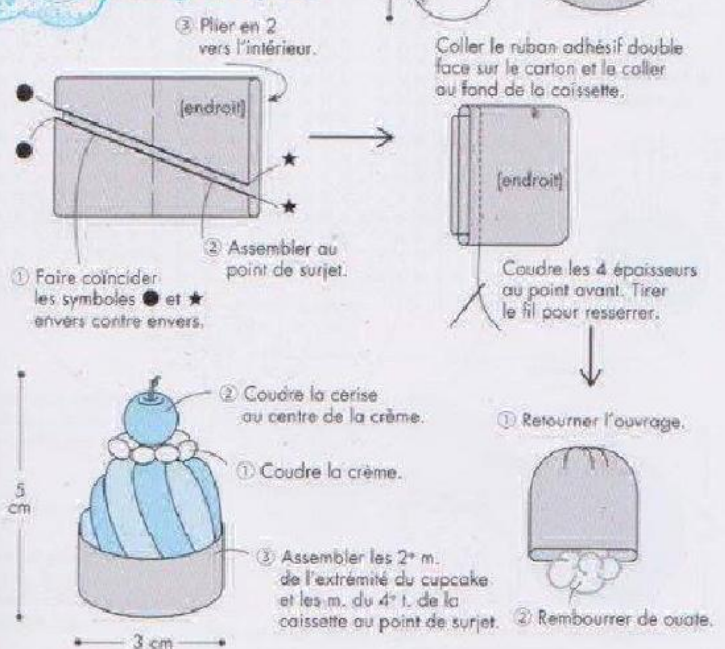 ③ Plier en 2
vers l'intérieur.
[endroit]
① Faire coïncider
les symboles ● et ★
envers contre envers.
② Assembler au
point de surjet.
Coller le ruban adhésif double
face sur le carton et le coller
au fond de la caissette.
[endroit]
Coudre les 4 épaisseurs
au point avant. Tirer
le fil pour resserrer.
① Retourner l'ouvrage.
② Rembourrer de ouate.
② Coudre la cerise
au centre de la crème.
① Coudre la crème.
③ Assembler les 2ᵉ m.
de l'extrémité du cupcake
et les m. du 4ᵉ t. de la
caissette au point de surjet.
5
cm
3 cm